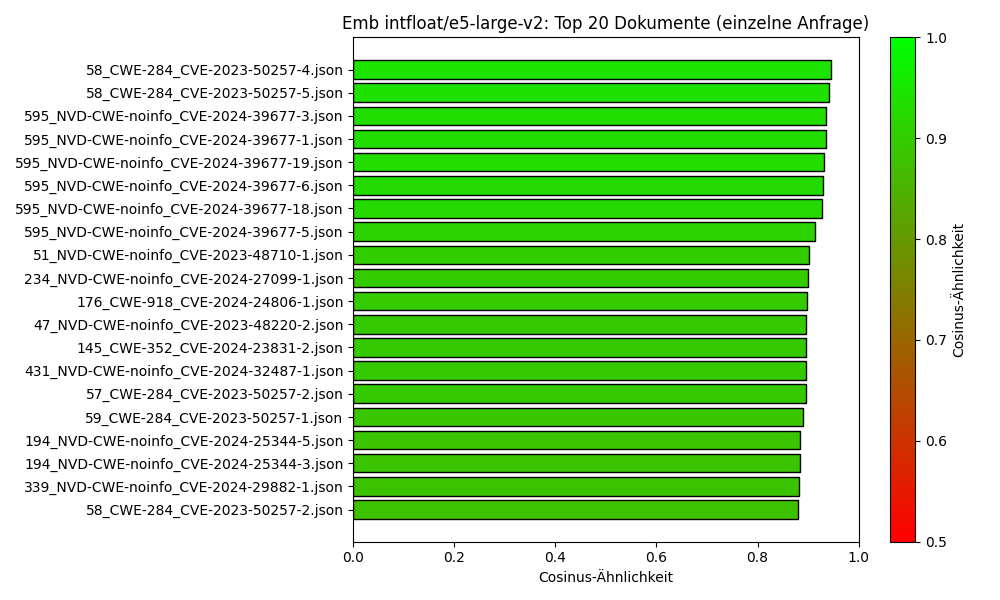 Emb intfloat/e5-large-v2: Top 20 Dokumente (einzelne Anfrage)
58_CWE-284_CVE-2023-50257-4.json
58_CWE-284_CVE-2023-50257-5.json
595_NVD-CWE-noinfo_CVE-2024-39677-3.json
595_NVD-CWE-noinfo_CVE-2024-39677-1.json
595_NVD-CWE-noinfo_CVE-2024-39677-19.json
595_NVD-CWE-noinfo_CVE-2024-39677-6.json
595_NVD-CWE-noinfo_CVE-2024-39677-18.json
595_NVD-CWE-noinfo_CVE-2024-39677-5.json
51_NVD-CWE-noinfo_CVE-2023-48710-1.json
234_NVD-CWE-noinfo_CVE-2024-27099-1.json
176_CWE-918_CVE-2024-24806-1.json
47_NVD-CWE-noinfo_CVE-2023-48220-2.json
145_CWE-352_CVE-2024-23831-2.json
431_NVD-CWE-noinfo_CVE-2024-32487-1.json
57_CWE-284_CVE-2023-50257-2.json
59_CWE-284_CVE-2023-50257-1.json
194_NVD-CWE-noinfo_CVE-2024-25344-5.json
194_NVD-CWE-noinfo_CVE-2024-25344-3.json
339_NVD-CWE-noinfo_CVE-2024-29882-1.json
58_CWE-284_CVE-2023-50257-2.json
0.0 0.2 0.4 0.6 0.8 1.0
Cosinus-Ähnlichkeit
1.0
0.9
0.8
0.7
0.6
0.5
Cosinus-Ähnlichkeit